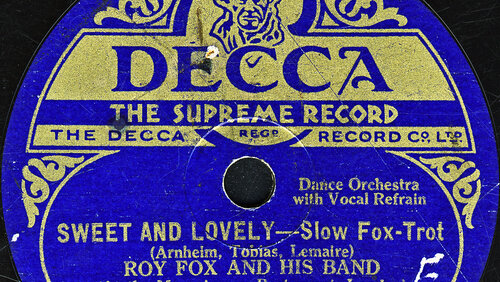 DECCA
THE SUPREME RECORD
THE DECCA REGD RECORD CO, LTD
Dance Orchestra
with Vocal Refrain
SWEET AND LOVELY—Slow Fox-Trot
(Arnheim, Tobias, Lemaire)
ROY FOX AND HIS BAND
E